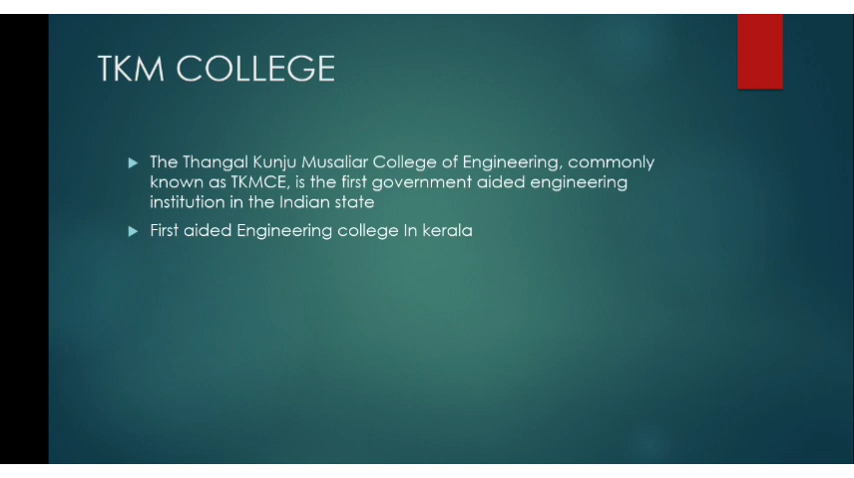 TKM COLLEGE
The Thangal Kunju Musaliar College of Engineering, commonly
known as TKMCE, is the first government aided engineering
institution in the Indian state
First aided Engineering college In kerala